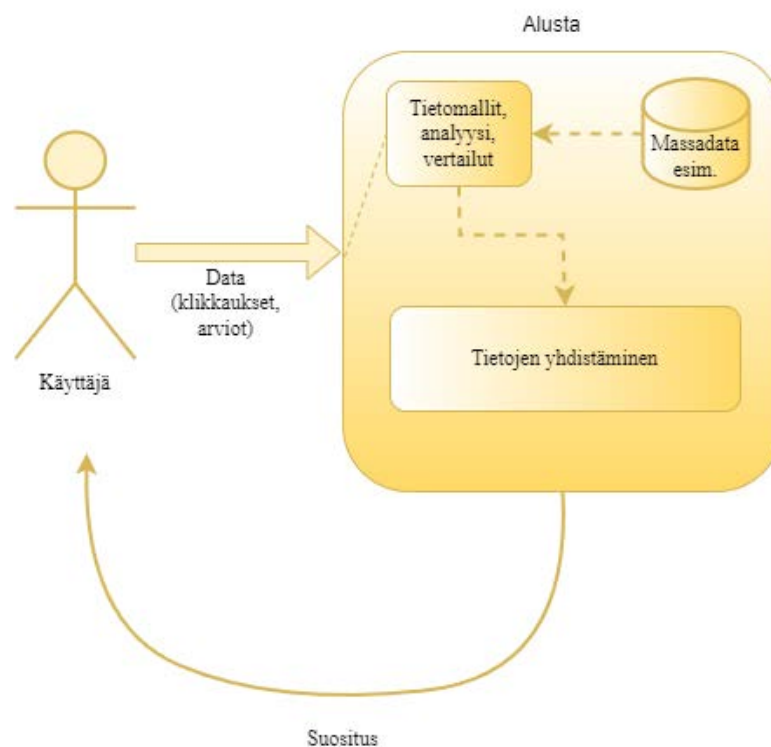 Alusta
Tietomallit,
analyysi,
vertailut
Massadata
esim.
Data
(klikkaukset,
arviot)
Käyttäjä
Tietojen yhdistäminen
Suositus